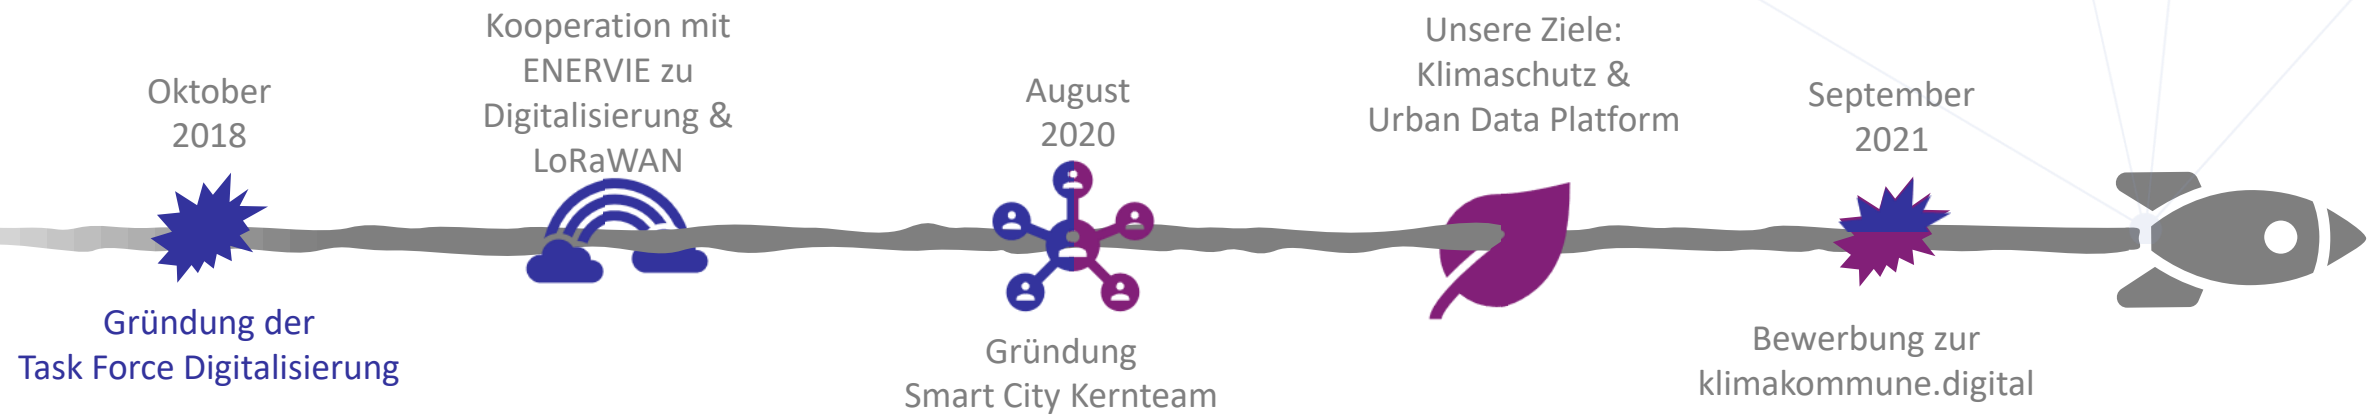 Oktober
2018
Gründung der
Task Force Digitalisierung
Kooperation mit
ENERVIE zu
Digitalisierung &
LoRaWAN
August
2020
Gründung
Smart City Kernteam
Unsere Ziele:
Klimaschutz &
Urban Data Platform
September
2021
Bewerbung zur
klimakommune.digital